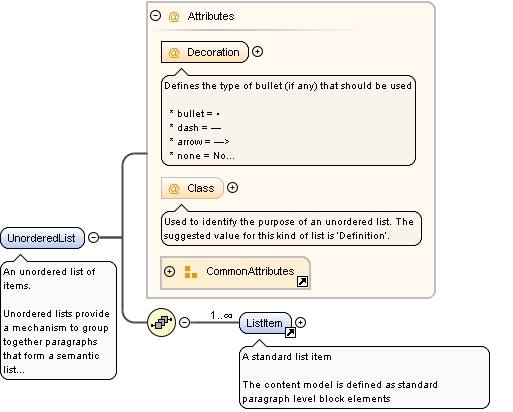 Attributes
@ Decoration
Defines the type of bullet (if any) that should be used
* bullet = •
* dash = —
* arrow = —>
* none = No...
@ Class
Used to identify the purpose of an unordered list. The
suggested value for this kind of list is 'Definition'.
CommonAttributes
UnorderedList
An unordered list of
items.
Unordered lists provide
a mechanism to group
together paragraphs
that form a semantic
list...
1..∞
ListItem
A standard list item
The content model is defined as standard
paragraph level block elements